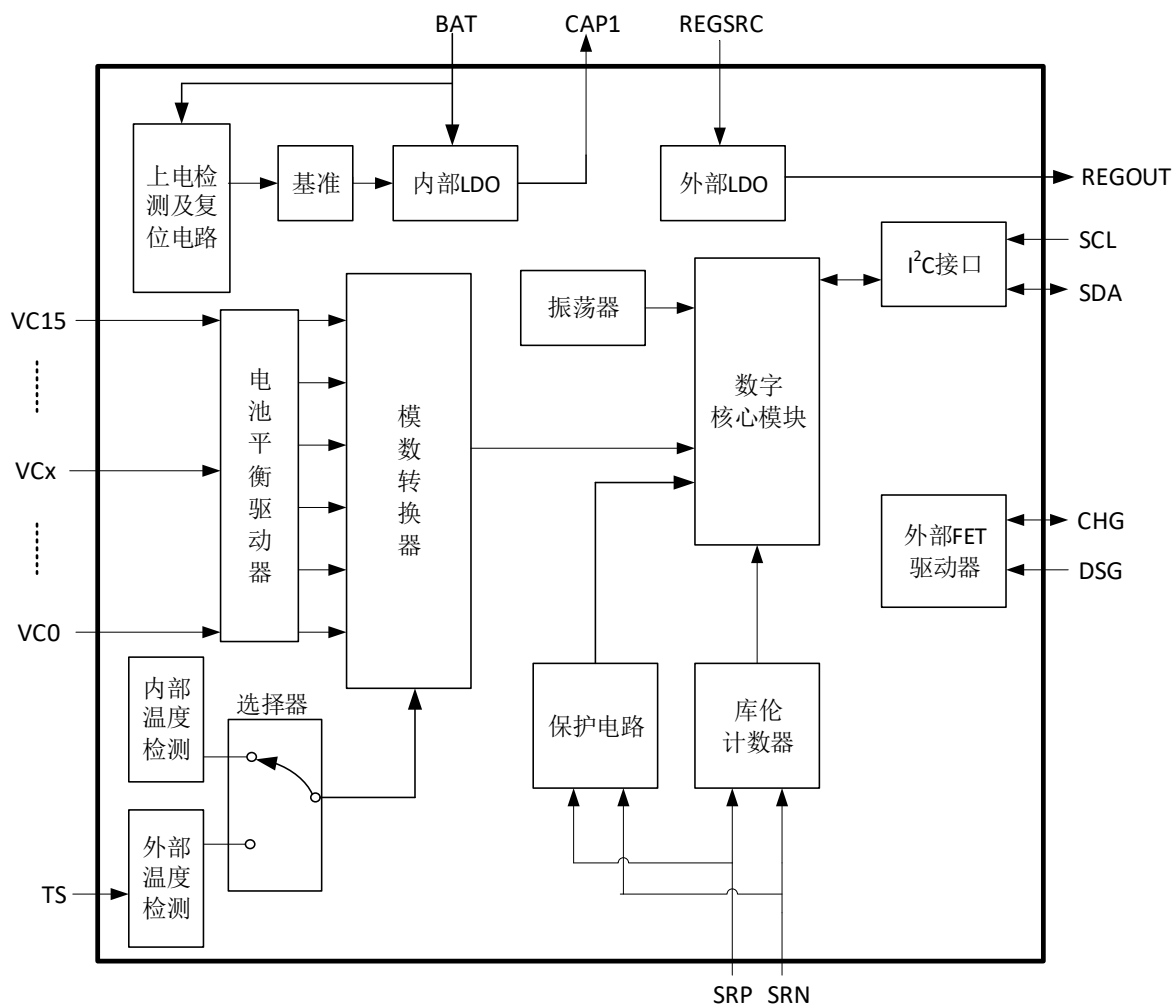 BAT
CAP1
REGSRC
上电检
测及复
位电路
基准
内部LDO
外部LDO
REGOUT
SCL
I²C接口
SDA
振荡器
数字
核心模块
VC15
VCx
VC0
电
池
平
衡
驱
动
器
模
数
转
换
器
外部FET
驱动器
CHG
DSG
内部
温度
检测
选择器
保护电路
库伦
计数器
外部
温度
检测
TS
SRP
SRN